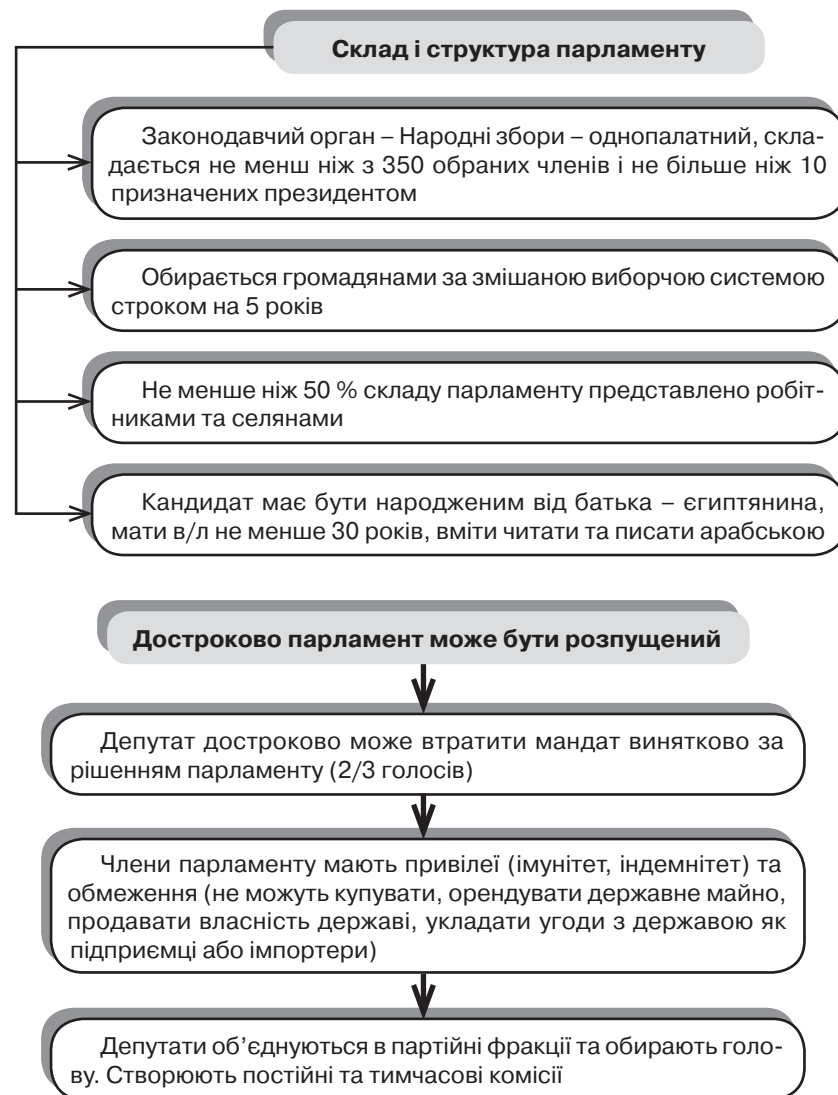 Склад і структура парламенту
Законодавчий орган – Народні збори – однопалатний, скла-
дається не менш ніж з 350 обраних членів і не більше ніж 10
призначених президентом
Обирається громадянами за змішаною виборчою системою
строком на 5 років
Не менше ніж 50 % складу парламенту представлено робіт-
никами та селянами
Кандидат має бути народженим від батька – єгиптянина,
мати в/л не менше 30 років, вміти читати та писати арабською
Достроково парламент може бути розпущений
Депутат достроково може втратити мандат винятково за
рішенням парламенту (2/3 голосів)
Члени парламенту мають привілеї (імунітет, індемнітет) та
обмеження (не можуть купувати, орендувати державне майно,
продавати власність державі, укладати угоди з державою як
підприємці або імпортери)
Депутати об’єднуються в партійні фракції та обирають голо-
ву. Створюють постійні та тимчасові комісії